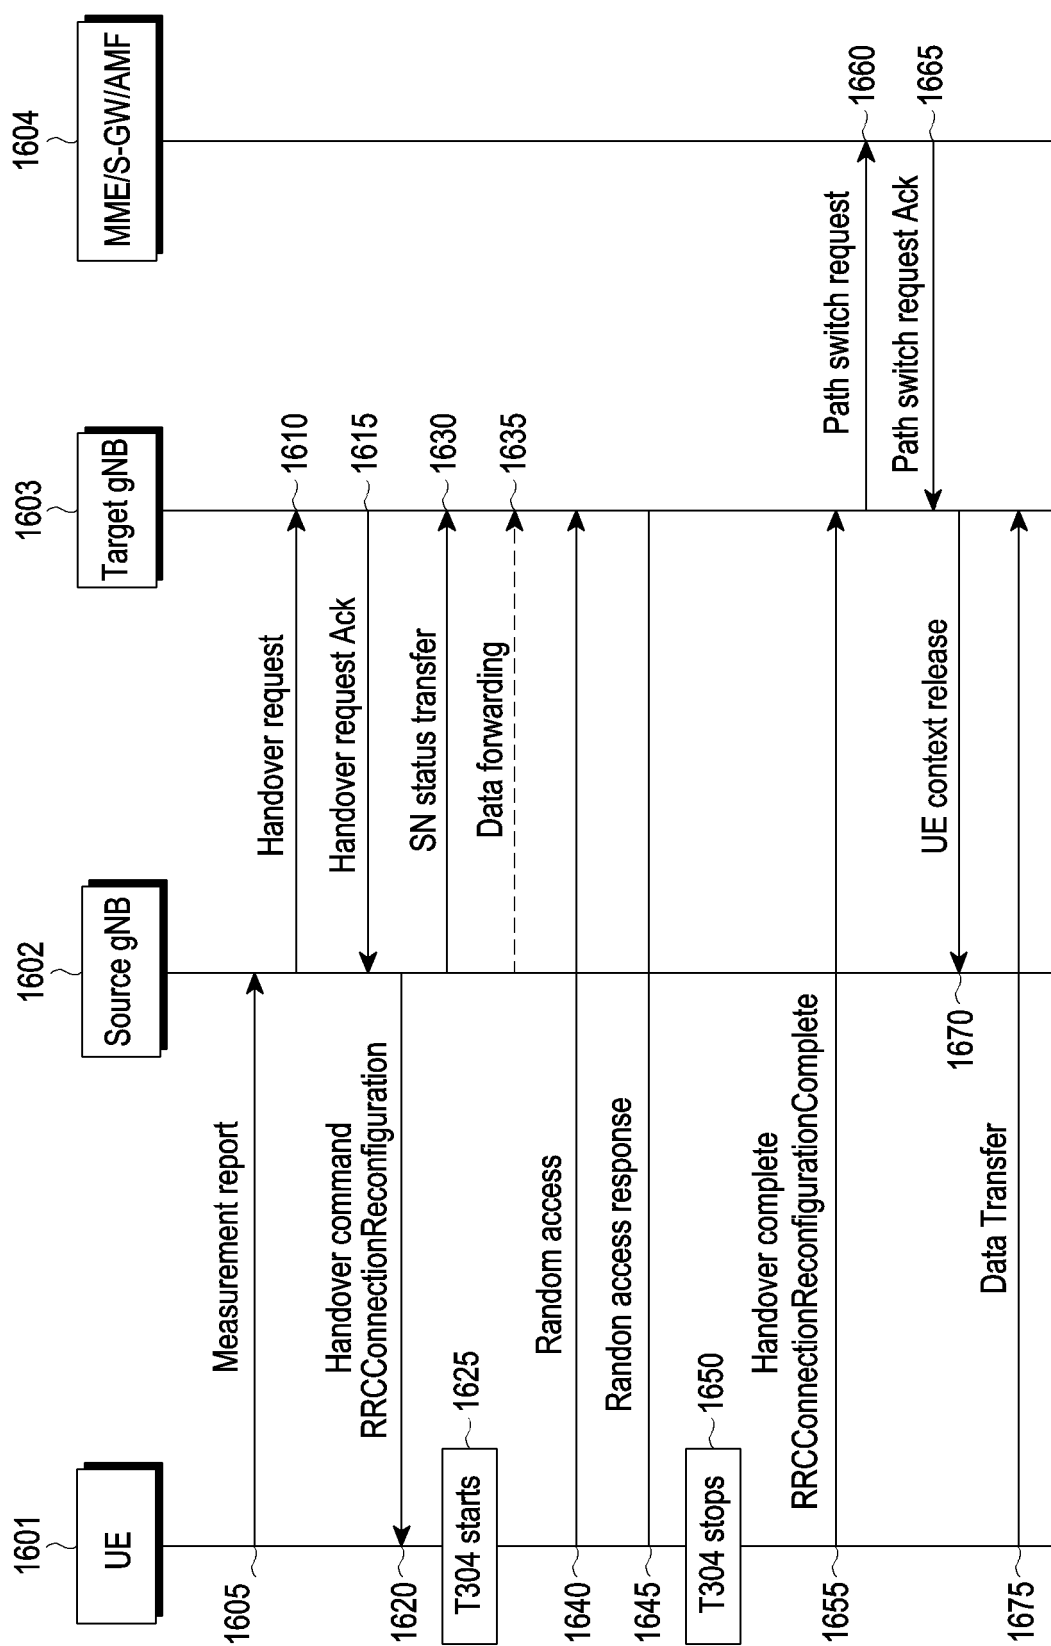 1601
UE
1602
Source gNB
1603
Target gNB
1604
MME/S-GW/AMF
1605
Measurement report
Handover request
1610
Handover request Ack
1615
1620
Handover command
RRCConnectionReconfiguration
T304 starts
1625
SN status transfer
1630
Data forwarding
1635
1640
Random access
1645
Randon access response
T304 stops
1650
1655
Handover complete
RRCConnectionReconfigurationComplete
Path switch request
1660
Path switch request Ack
1665
UE context release
1670
1675
Data Transfer